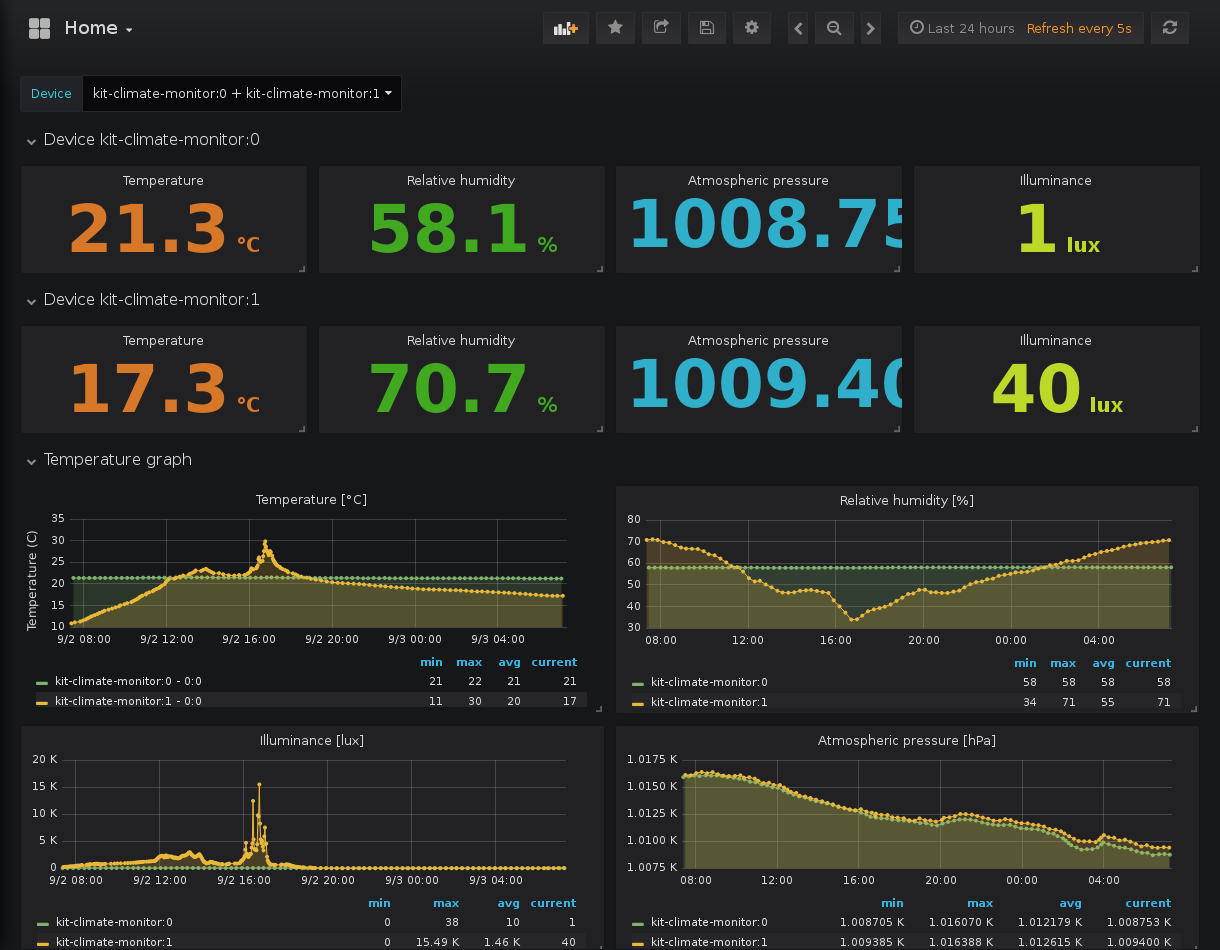 Home
Last 24 hours Refresh every 5s
Device kit-climate-monitor:0 + kit-climate-monitor:1
Device kit-climate-monitor:0
Temperature Relative humidity Atmospheric pressure Illuminance
21.3 °C 58.1 % 1008.75 1 lux
Device kit-climate-monitor:1
Temperature Relative humidity Atmospheric pressure Illuminance
17.3 °C 70.7 % 1009.40 40 lux
Temperature graph
Temperature [°C]
Temperature (C)
35
30
25
20
15
10
9/2 08:00 9/2 12:00 9/2 16:00 9/2 20:00 9/3 00:00 9/3 04:00
min max avg current
kit-climate-monitor:0 - 0:0 21 22 21 21
kit-climate-monitor:1 - 0:0 11 30 20 17
Relative humidity [%]
80
70
60
50
40
30
08:00 12:00 16:00 20:00 00:00 04:00
min max avg current
kit-climate-monitor:0 58 58 58 58
kit-climate-monitor:1 34 71 55 71
Illuminance [lux]
20 K
15 K
10 K
5 K
0
9/2 08:00 9/2 12:00 9/2 16:00 9/2 20:00 9/3 00:00 9/3 04:00
min max avg current
kit-climate-monitor:0 0 38 10 1
kit-climate-monitor:1 0 15.49 K 1.46 K 40
Atmospheric pressure [hPa]
1.0175 K
1.0150 K
1.0125 K
1.0100 K
1.0075 K
08:00 12:00 16:00 20:00 00:00 04:00
min max avg current
kit-climate-monitor:0 1.008705 K 1.016070 K 1.012179 K 1.008753 K
kit-climate-monitor:1 1.009385 K 1.016388 K 1.012615 K 1.009400 K